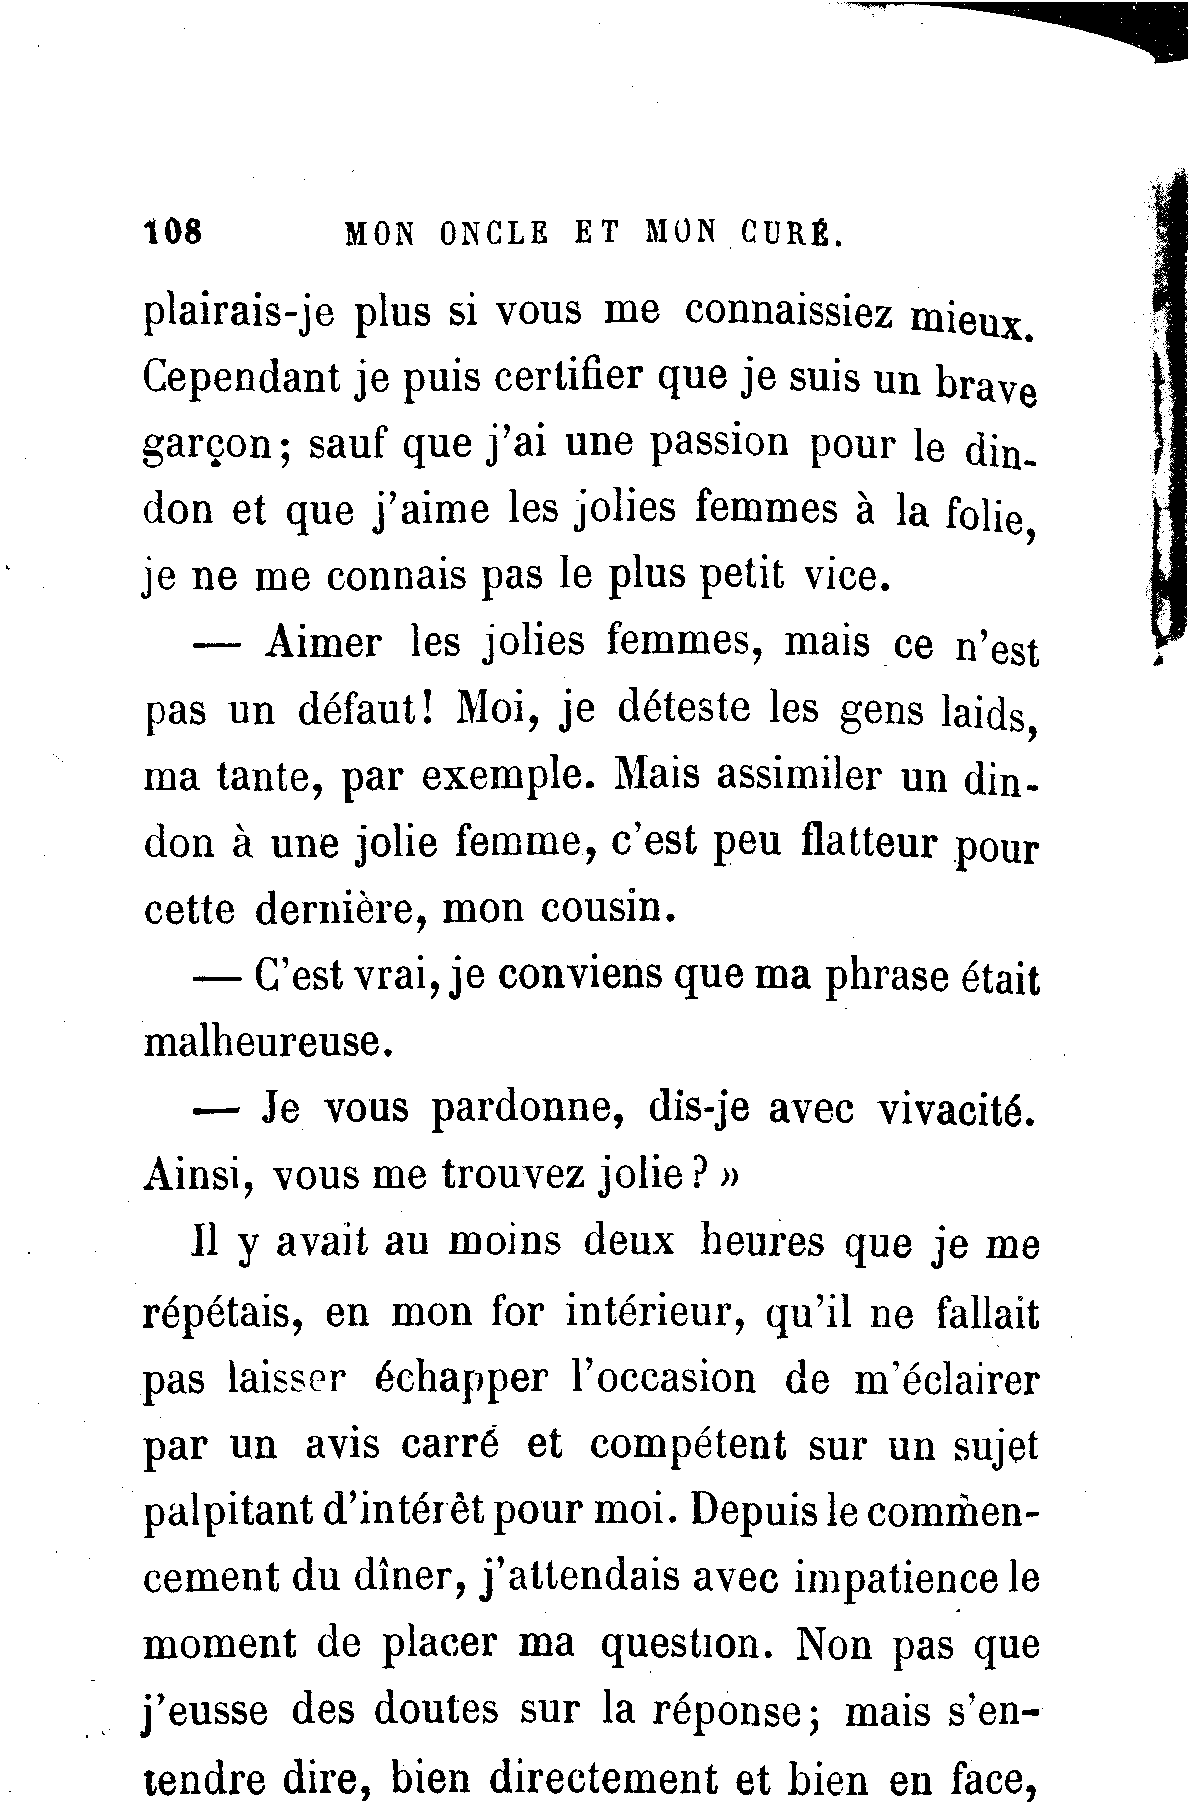 108 MON ONCLE ET MON CURÉ.
plairais-je plus si vous me connaissiez mieux.
Cependant je puis certifier que je suis un brave
garçon; sauf que j'ai une passion pour le din-
don et que j'aime les jolies femmes à la folie,
je ne me connais pas le plus petit vice.
— Aimer les jolies femmes, mais ce n'est
pas un défaut! Moi, je déteste les gens laids,
ma tante, par exemple. Mais assimiler un din-
don à une jolie femme, c'est peu flatteur pour
cette dernière, mon cousin.
— C'est vrai, je conviens que ma phrase était
malheureuse.
— Je vous pardonne, dis-je avec vivacité.
Ainsi, vous me trouvez jolie? »
Il y avait au moins deux heures que je me
répétais, en mon for intérieur, qu'il ne fallait
pas laisser échapper l'occasion de m'éclairer
par un avis carré et compétent sur un sujet
palpitant d'intérêt pour moi. Depuis le commen-
cement du dîner, j'attendais avec impatience le
moment de placer ma question. Non pas que
j'eusse des doutes sur la réponse; mais s'en-
tendre dire, bien directement et bien en face,